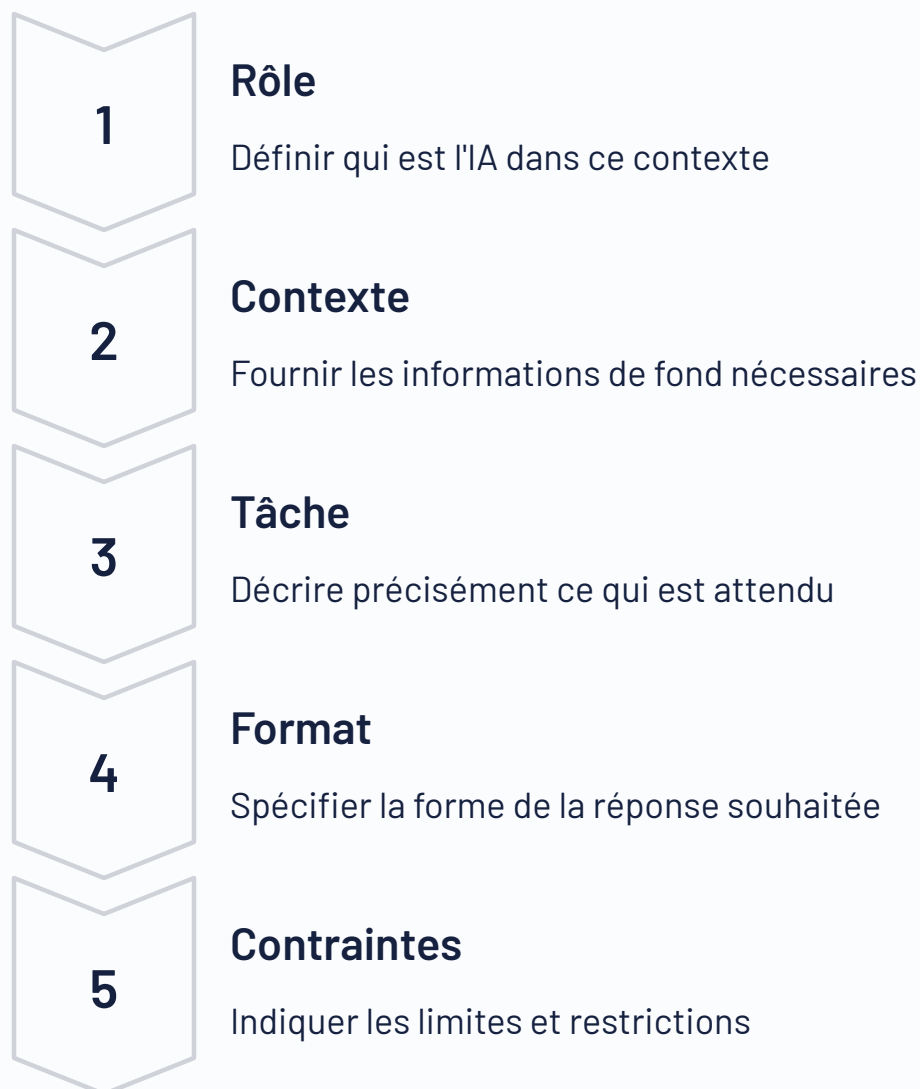 1
Rôle
Définir qui est l'IA dans ce contexte
2
Contexte
Fournir les informations de fond nécessaires
3
Tâche
Décrire précisément ce qui est attendu
4
Format
Spécifier la forme de la réponse souhaitée
5
Contraintes
Indiquer les limites et restrictions